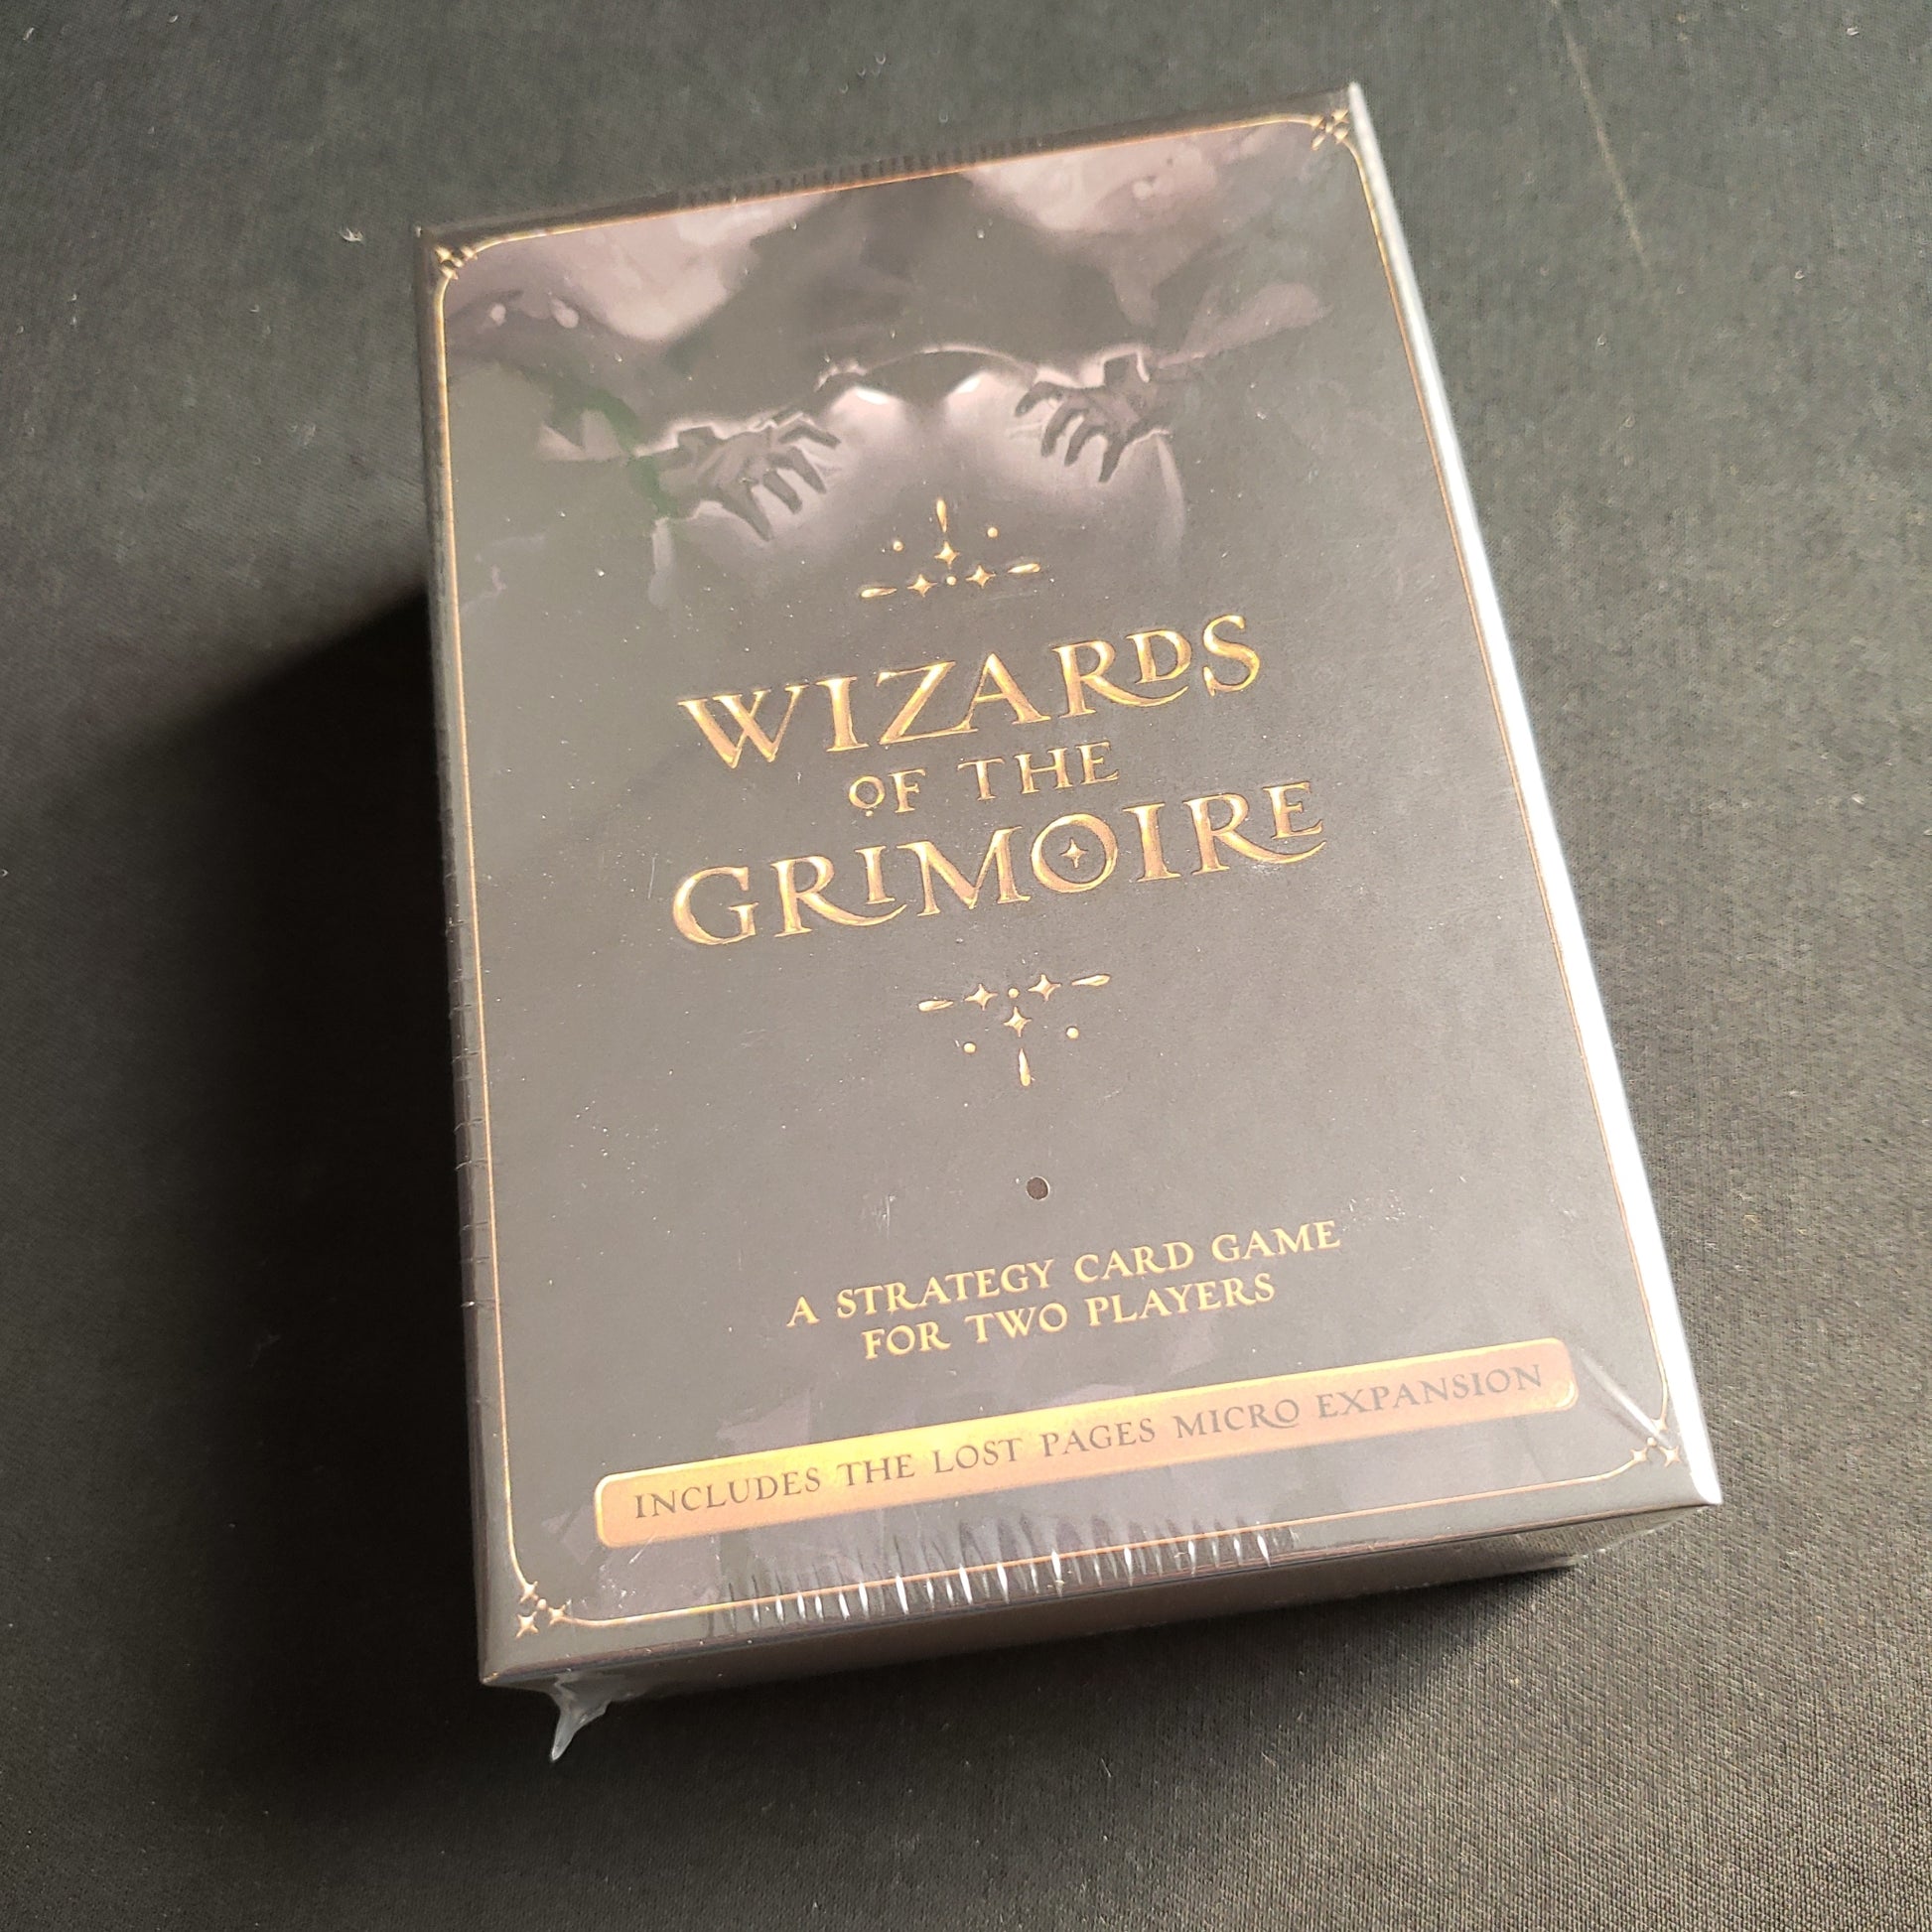 WIZARDS
OF THE
GRIMOIRE
A STRATEGY CARD GAME
FOR TWO PLAYERS
INCLUDES THE LOST PAGES MICRO EXPANSION